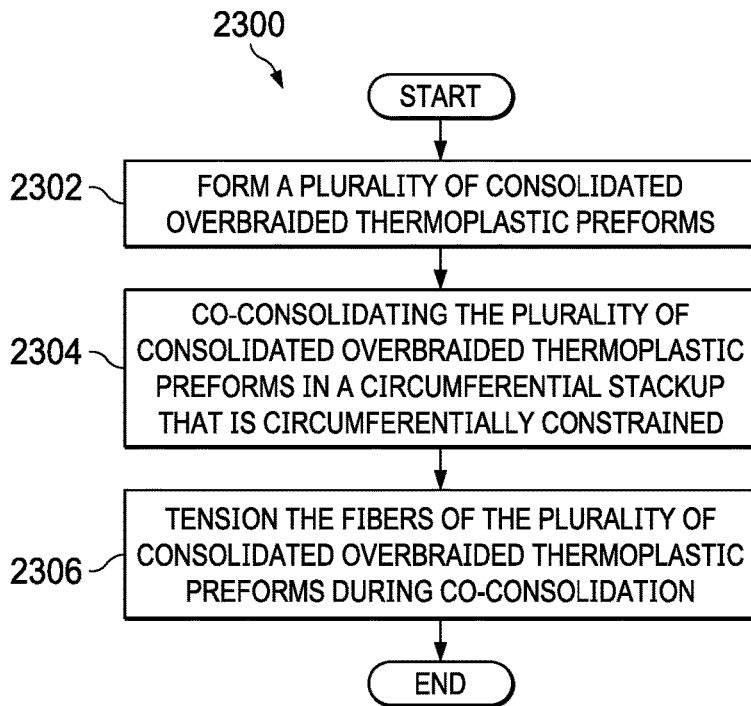 2300
START
2302
FORM A PLURALITY OF CONSOLIDATED
OVERBRAIDED THERMOPLASTIC PREFORMS
2304
CO-CONSOLIDATING THE PLURALITY OF
CONSOLIDATED OVERBRAIDED THERMOPLASTIC
PREFORMS IN A CIRCUMFERENTIAL STACKUP
THAT IS CIRCUMFERENTIALLY CONSTRAINED
2306
TENSION THE FIBERS OF THE PLURALITY OF
CONSOLIDATED OVERBRAIDED THERMOPLASTIC
PREFORMS DURING CO-CONSOLIDATION
END